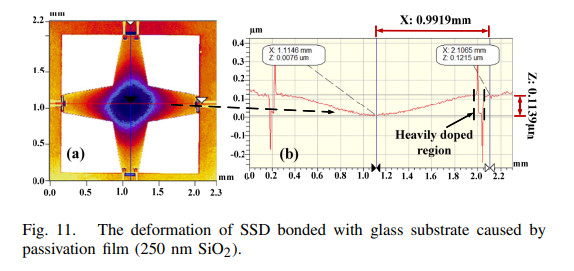 mm
2.2
1.5
1.0
0.5
0.0
0.0 0.5 1.0 1.5 2.0 2.3
mm
(a)
X: 0.9919mm
μm
0.4
0.3
0.2
0.1
0.0
-0.1
-0.2
X: 1.1146 mm
Z: 0.0076 um
X: 2.1065 mm
Z: 0.1215 um
Z: 0.1139μm
Heavily doped
region
(b)
mm
0.0 0.2 0.4 0.6 0.8 1.0 1.2 1.4 1.6 1.8 2.0 2.2
Fig. 11. The deformation of SSD bonded with glass substrate caused by
passivation film (250 nm SiO2).